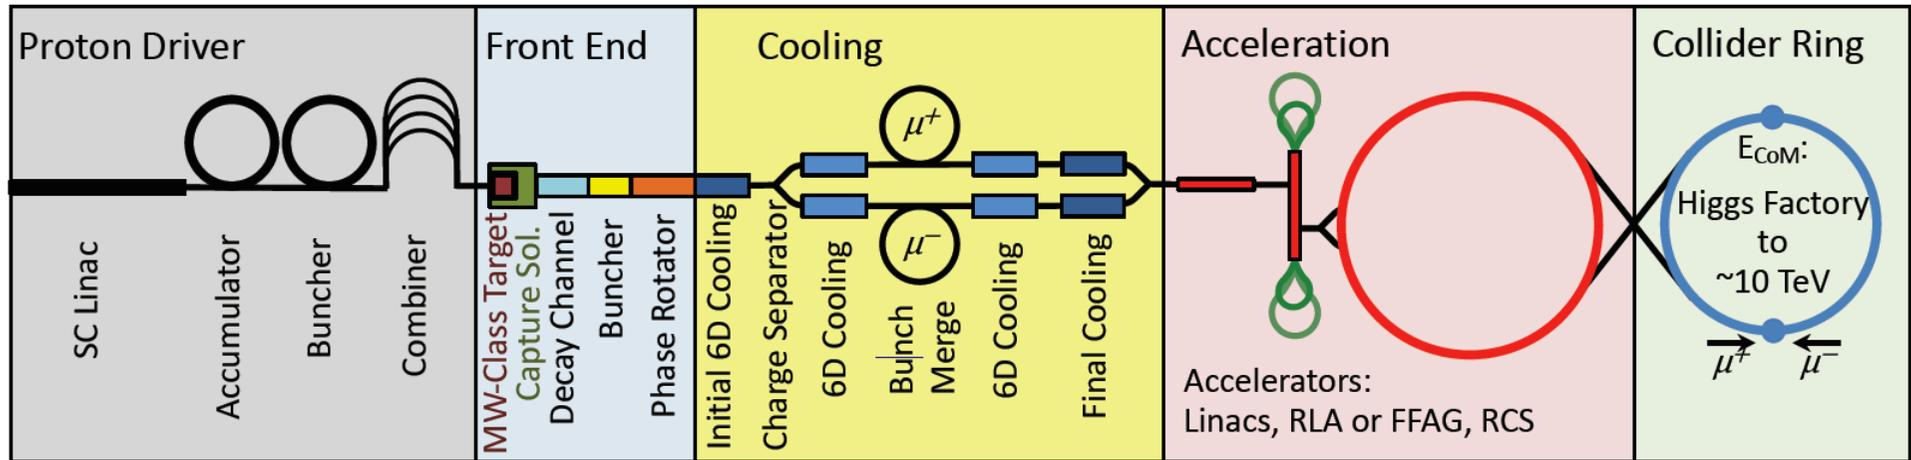 Proton Driver
Front End
Cooling
Acceleration
Collider Ring
SC Linac
Accumulator
Buncher
Combiner
MW-Class Target
Capture Sol.
Decay Channel
Buncher
Phase Rotator
Initial 6D Cooling
Charge Separator
6D Cooling
μ+
μ−
Bunch
Merge
6D Cooling
Final Cooling
Accelerators:
Linacs, RLA or FFAG, RCS
ECoM:
Higgs Factory
to
~10 TeV
μ+ μ−